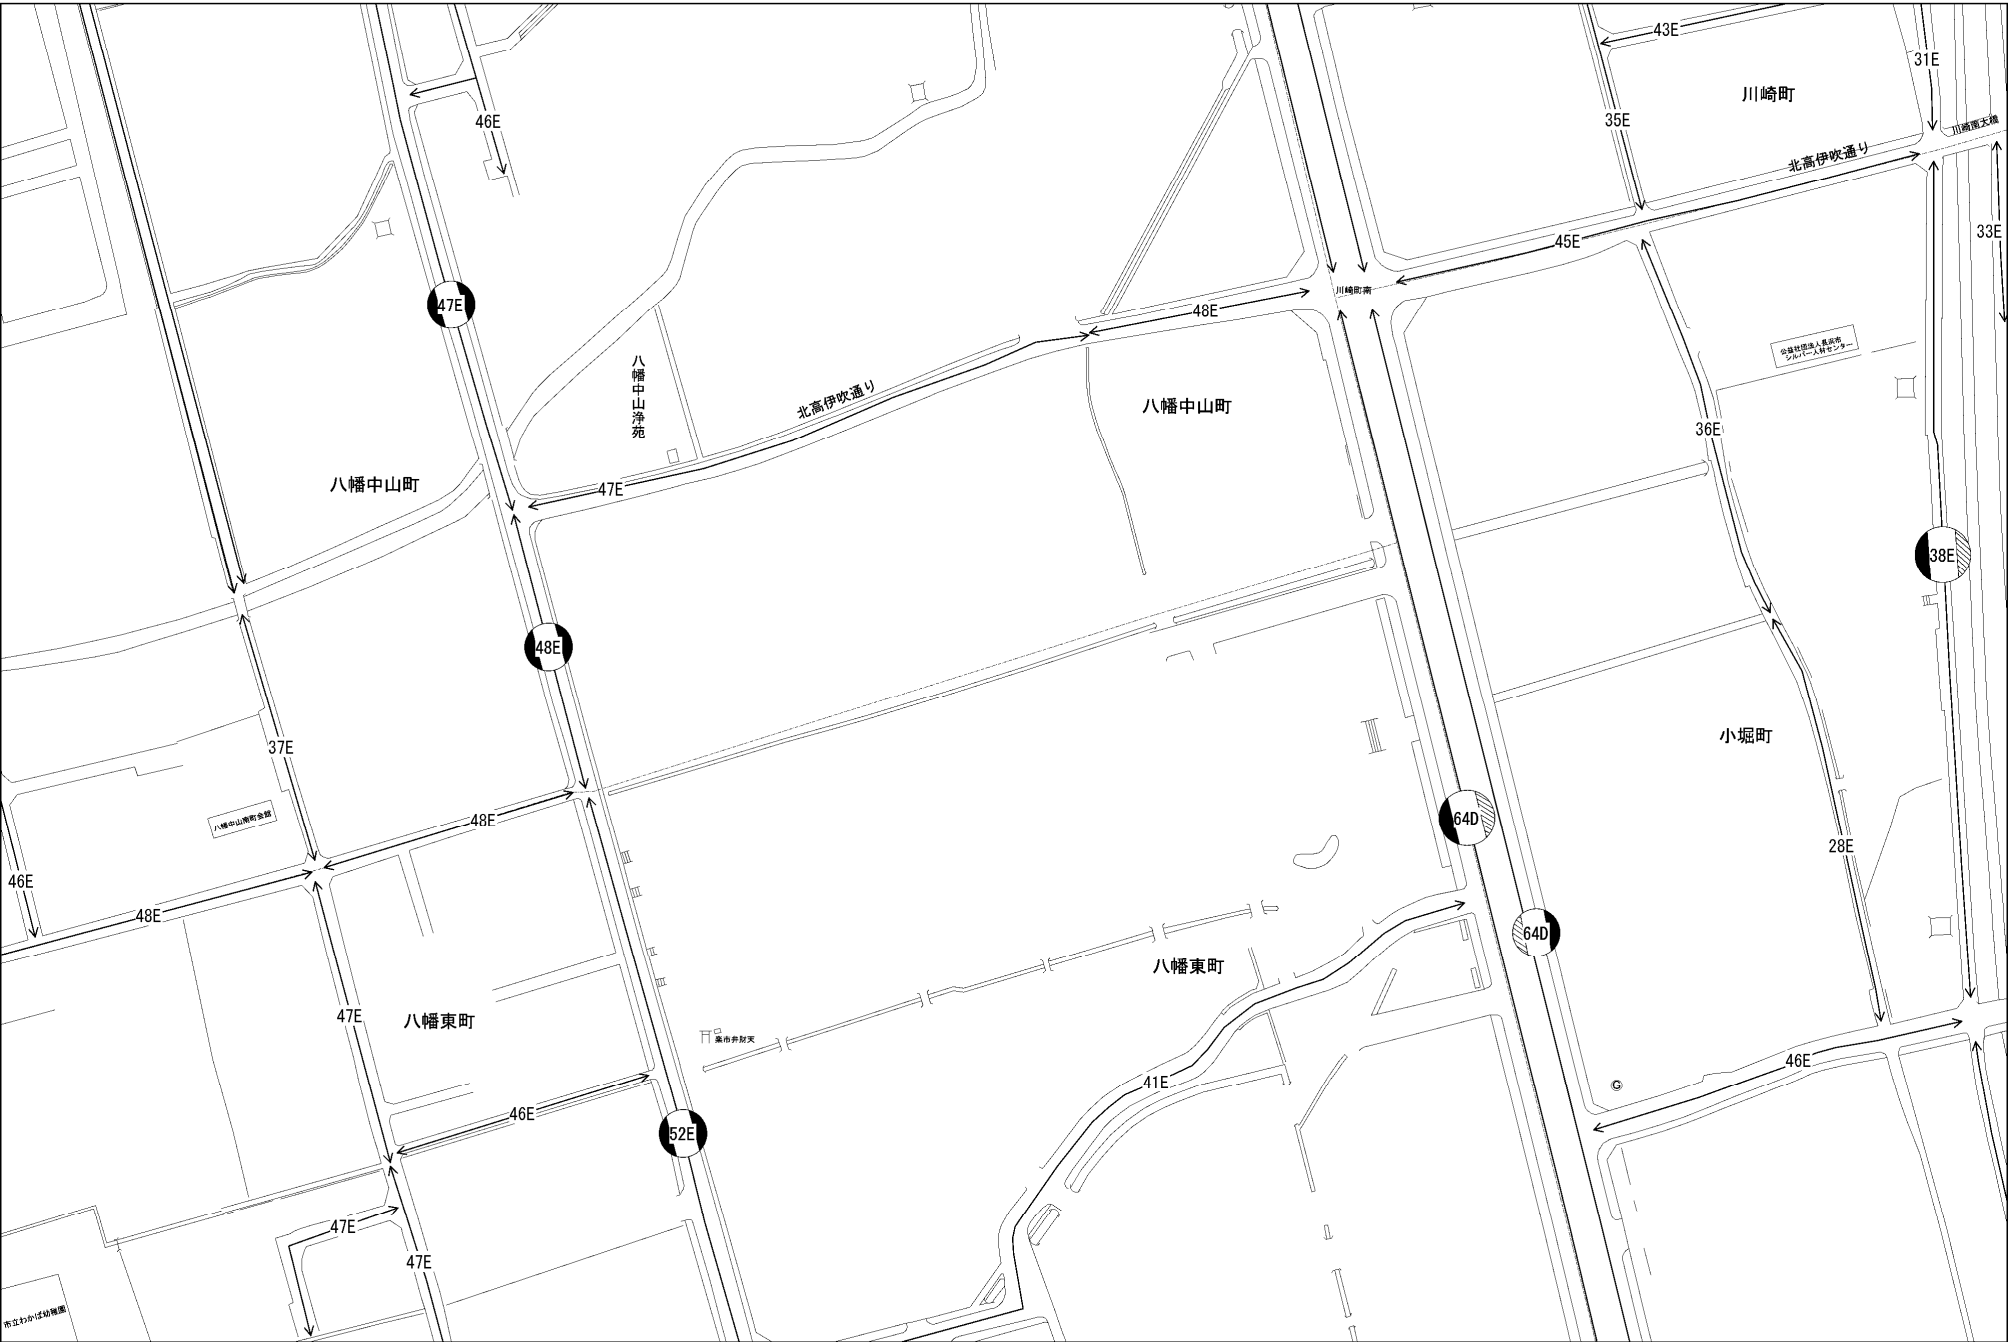 43E
31E
川崎町
46E
35E
川崎南大橋
北高伊吹通り
33E
45E
47E
48E
川崎町南
公益社団法人長浜市
シルバー人材センター
八幡中山浄苑
北高伊吹通り
八幡中山町
36E
八幡中山町
47E
38E
48E
小堀町
37E
八幡中山南町会館
48E
64D
28E
46E
48E
64D
八幡東町
47E
八幡東町
楽市弁財天
G
46E
41E
46E
52E
47E
47E
市立わかば幼稚園